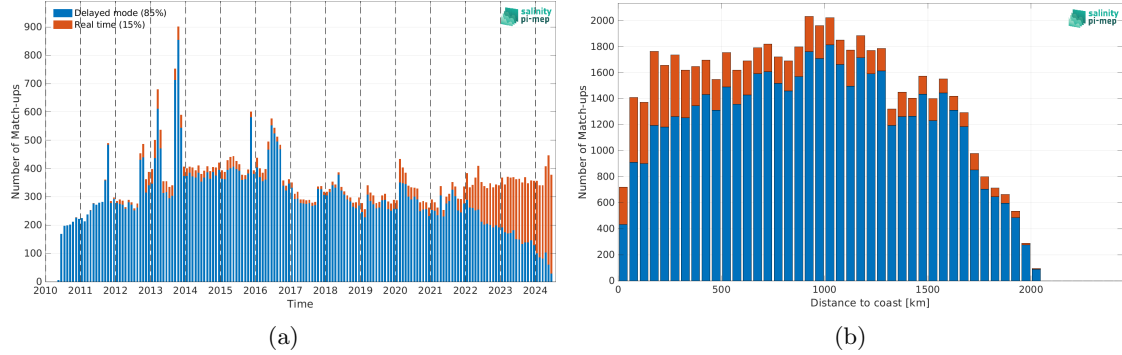 Delayed mode (85%)
Real time (15%)
salinity
pi-mep
Number of Match-ups
900
800
700
600
500
400
300
200
100
0
2010 2011 2012 2013 2014 2015 2016 2017 2018 2019 2020 2021 2022 2023 2024
Time
(a)
salinity
pi-mep
Number of Match-ups
2000
1800
1600
1400
1200
1000
800
600
400
200
0
0 500 1000 1500 2000
Distance to coast [km]
(b)